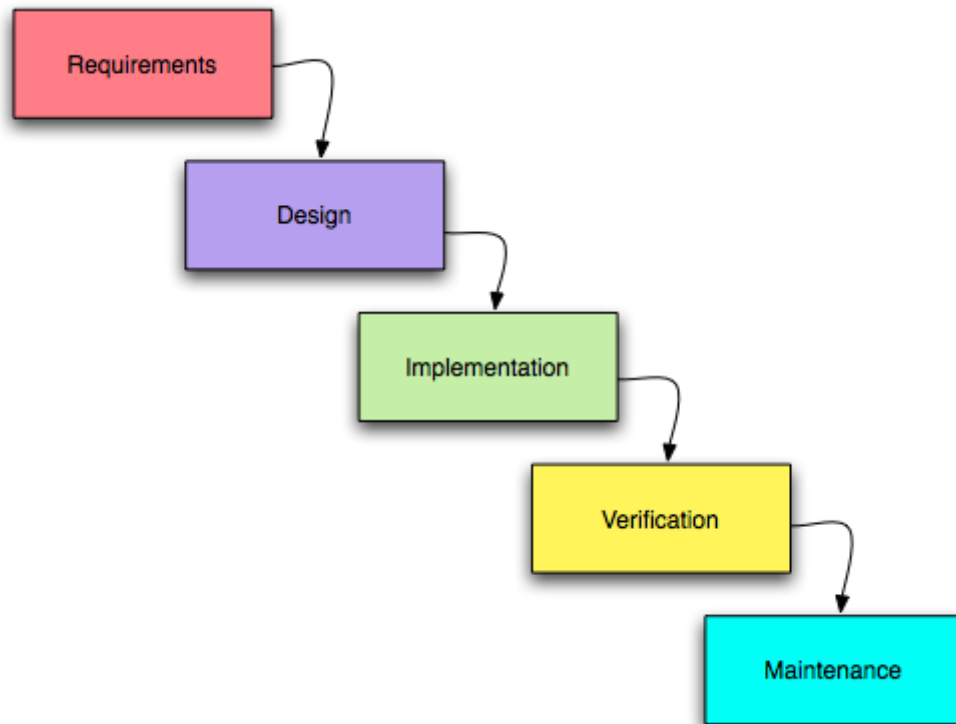 Requirements
Design
Implementation
Verification
Maintenance